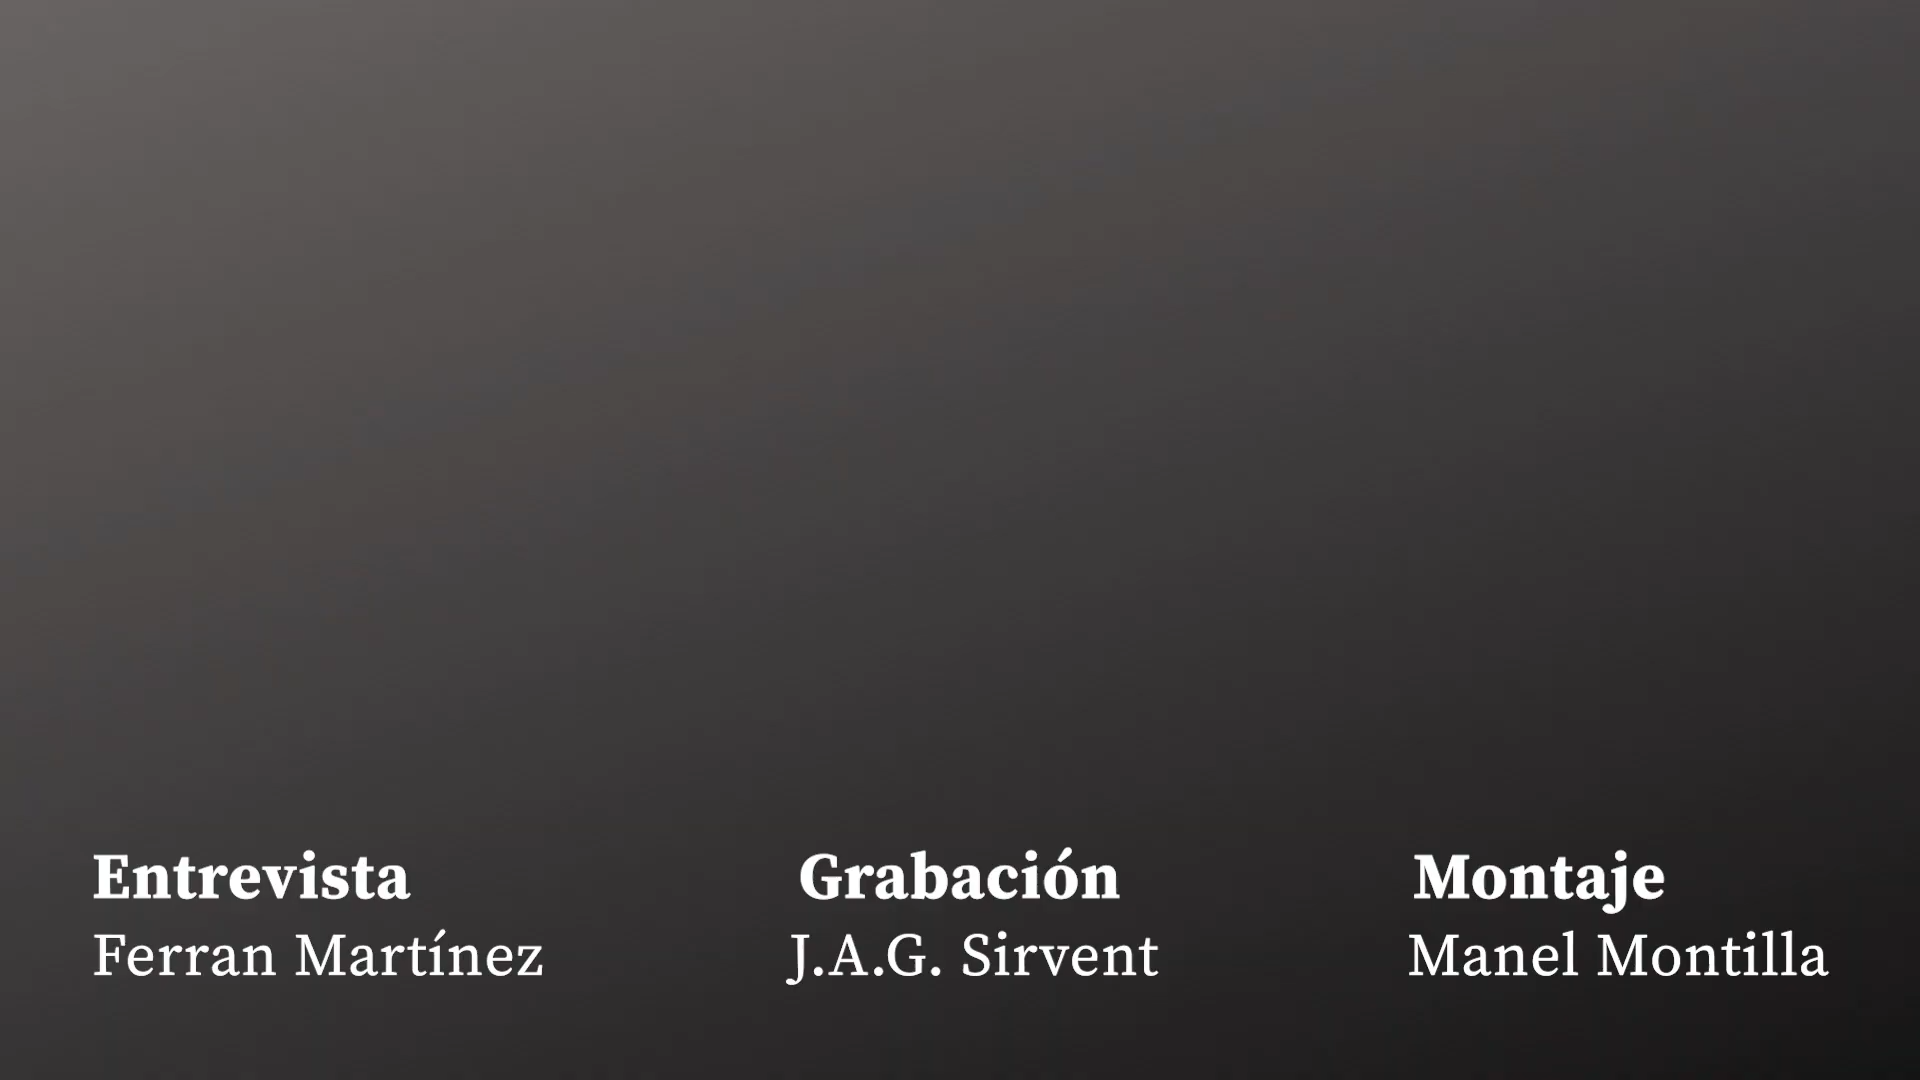 Entrevista
Ferran Martínez
Grabación
J.A.G. Sirvent
Montaje
Manel Montilla